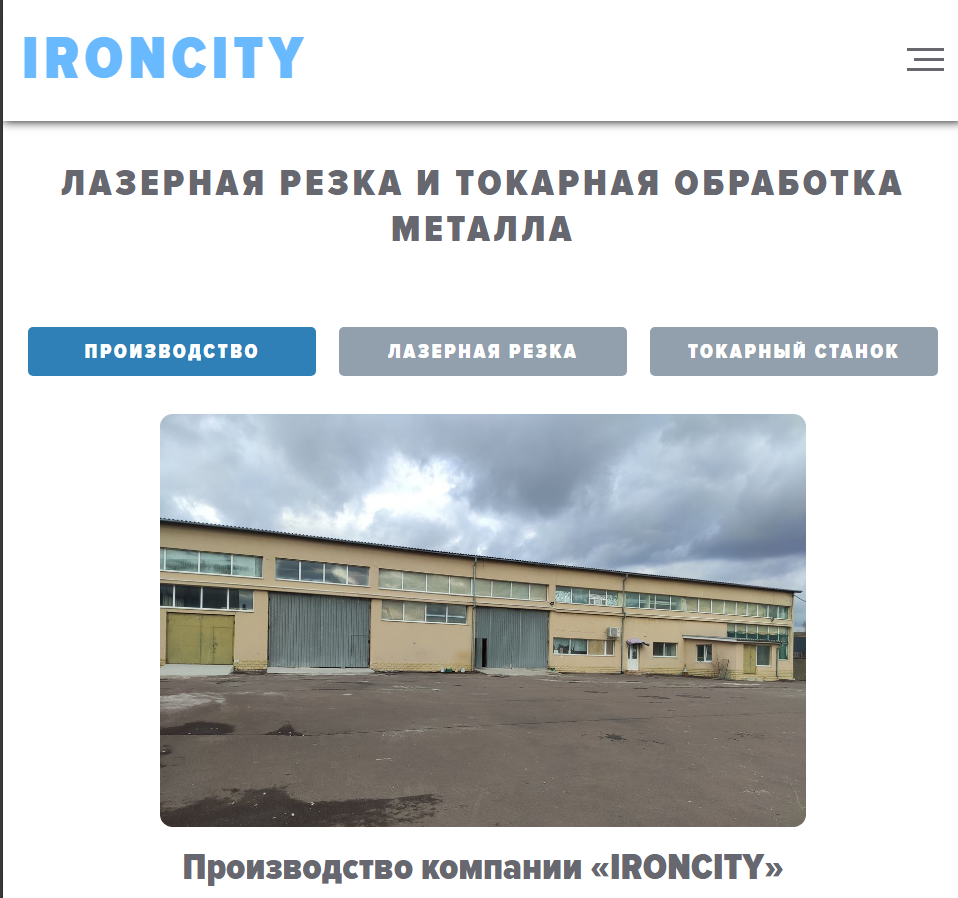 IRONCITY
ЛАЗЕРНАЯ РЕЗКА И ТОКАРНАЯ ОБРАБОТКА
МЕТАЛЛА
ПРОИЗВОДСТВО
ЛАЗЕРНАЯ РЕЗКА
ТОКАРНЫЙ СТАНОК
Производство компании «IRONCITY»